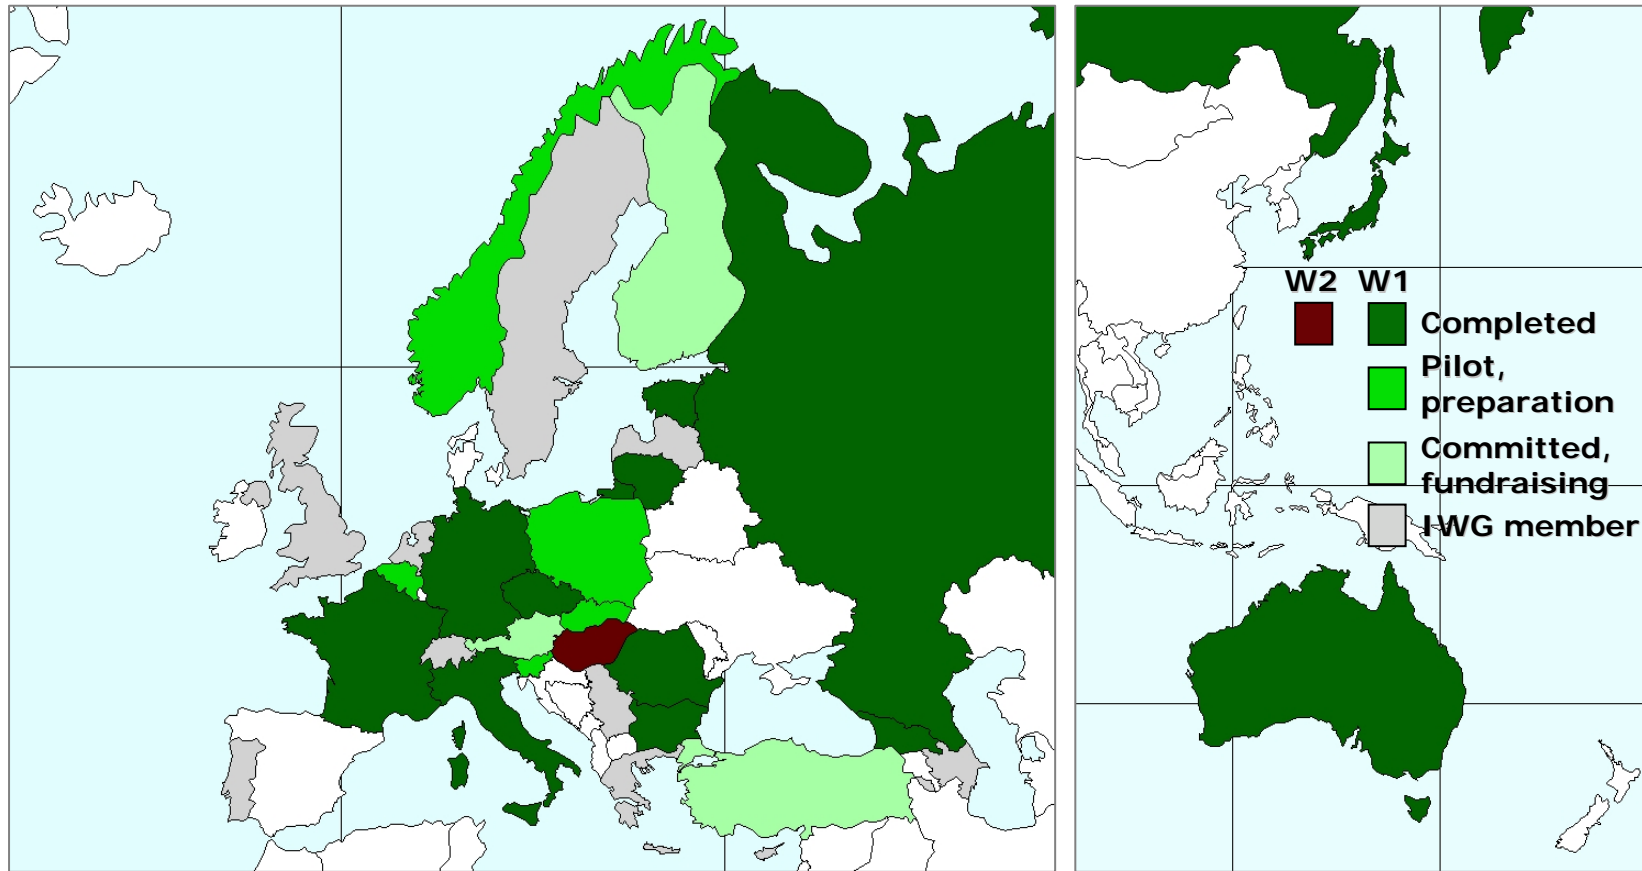 W2 W1
Completed
Pilot,
preparation
Committed,
fundraising
IWG member